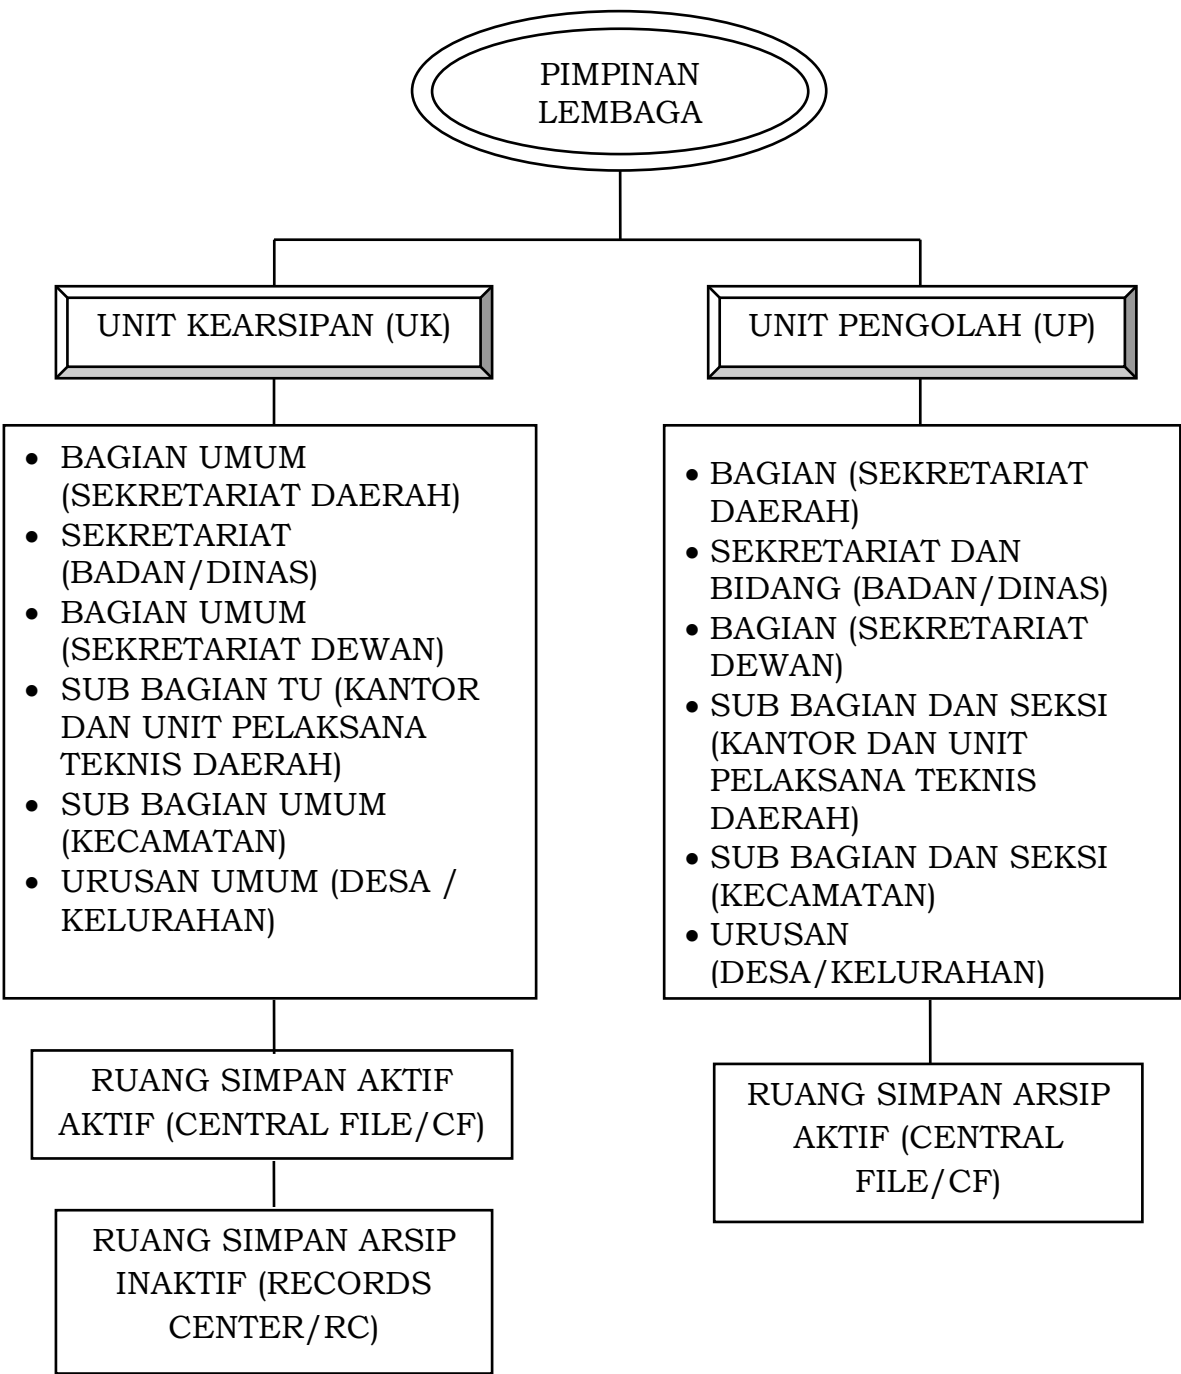 PIMPINAN
LEMBAGA
UNIT KEARSIPAN (UK)
UNIT PENGOLAH (UP)
• BAGIAN UMUM
(SEKRETARIAT DAERAH)
• SEKRETARIAT
(BADAN/DINAS)
• BAGIAN UMUM
(SEKRETARIAT DEWAN)
• SUB BAGIAN TU (KANTOR
DAN UNIT PELAKSANA
TEKNIS DAERAH)
• SUB BAGIAN UMUM
(KECAMATAN)
• URUSAN UMUM (DESA /
KELURAHAN)
• BAGIAN (SEKRETARIAT
DAERAH)
• SEKRETARIAT DAN
BIDANG (BADAN/DINAS)
• BAGIAN (SEKRETARIAT
DEWAN)
• SUB BAGIAN DAN SEKSI
(KANTOR DAN UNIT
PELAKSANA TEKNIS
DAERAH)
• SUB BAGIAN DAN SEKSI
(KECAMATAN)
• URUSAN
(DESA/KELURAHAN)
RUANG SIMPAN AKTIF
AKTIF (CENTRAL FILE/CF)
RUANG SIMPAN ARSIP
INAKTIF (RECORDS
CENTER/RC)
RUANG SIMPAN ARSIP
AKTIF (CENTRAL
FILE/CF)